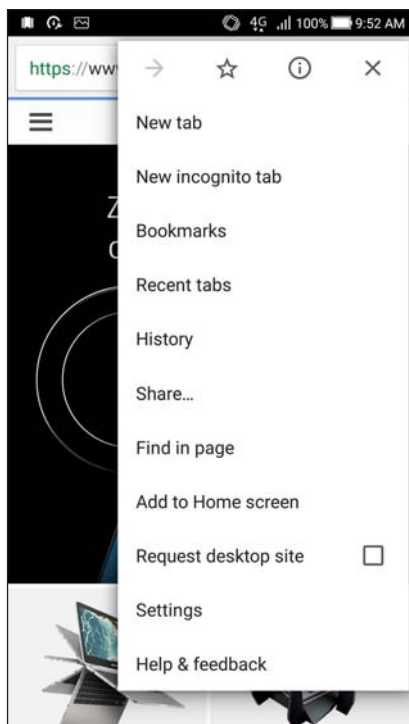 4G 100% 9:52 AM
https://www
New tab
New incognito tab
Bookmarks
Recent tabs
History
Share...
Find in page
Add to Home screen
Request desktop site
Settings
Help & feedback